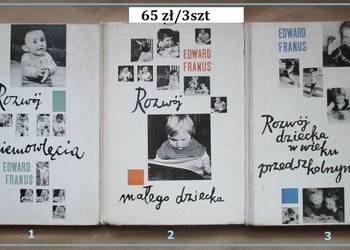 65 zł/3szt
Rozwój
niemowlęcia
EDWARD
FRANUS
1
EDWARD
FRANUS
Rozwój
małego dziecka
2
EDWARD
FRANUS
Rozwój
dziecka
w wieku
przedszkolnym
3